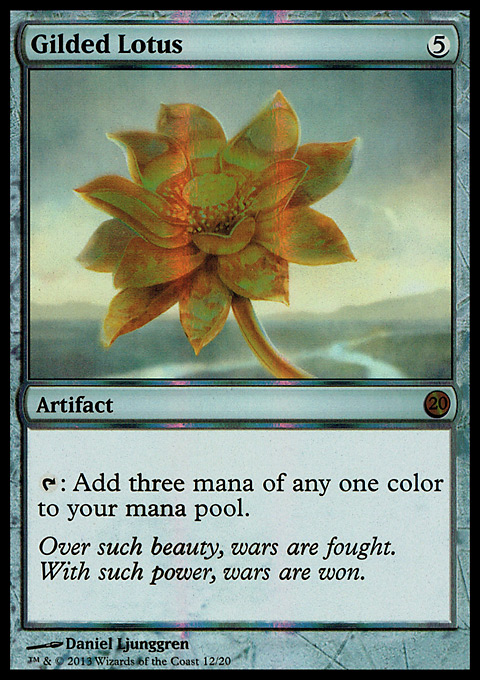 Gilded Lotus 5
Artifact 20
: Add three mana of any one color
to your mana pool.
Over such beauty, wars are fought.
With such power, wars are won.
Daniel Ljunggren
™ & © 2013 Wizards of the Coast 12/20